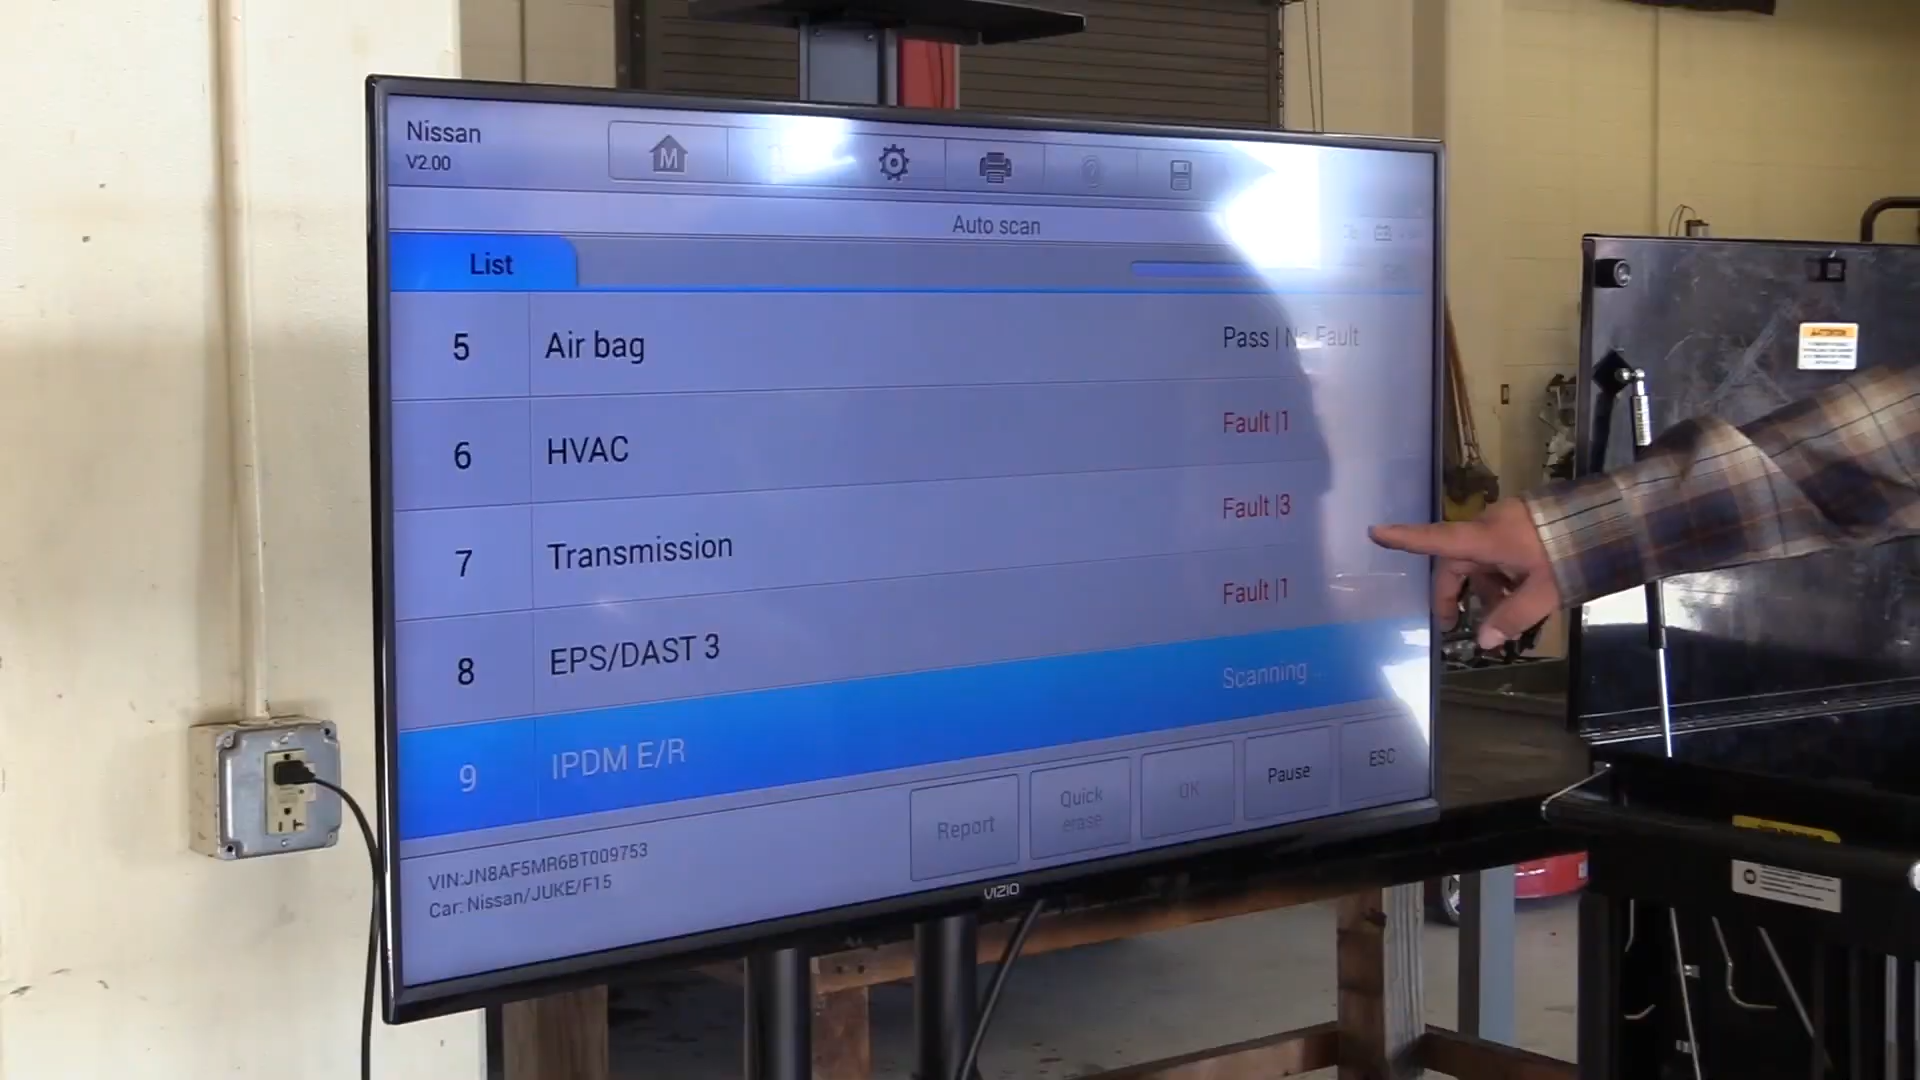 Nissan
V2.00
M
Auto scan
List
5 Air bag Pass | No Fault
6 HVAC Fault |1
7 Transmission Fault |3
8 EPS/DAST 3 Fault |1
9 IPDM E/R Scanning...
Report Quick erase OK Pause ESC
VIN:JN8AF5MR6BT009753
Car: Nissan/JUKE/F15
VIZIO